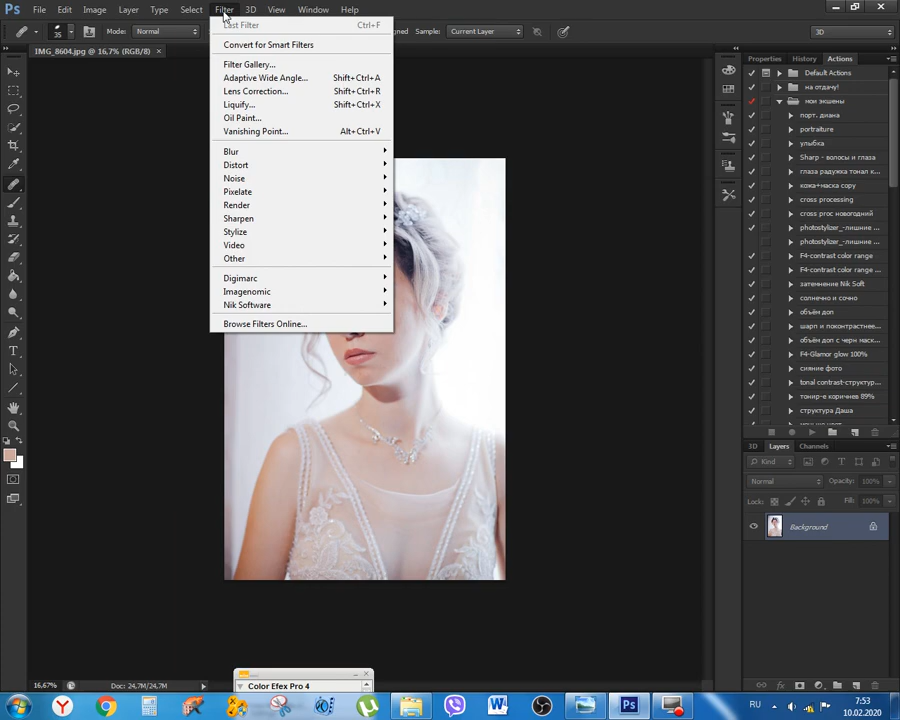 Ps File Edit Image Layer Type Select Filter 3D View Window Help
35 Mode: Normal Sample: Current Layer 3D
IMG_8604.jpg @ 16,7% (RGB/8) ×
Last Filter Ctrl+F
Convert for Smart Filters
Filter Gallery...
Adaptive Wide Angle... Shift+Ctrl+A
Lens Correction... Shift+Ctrl+R
Liquify... Shift+Ctrl+X
Oil Paint...
Vanishing Point... Alt+Ctrl+V
Blur
Distort
Noise
Pixelate
Render
Sharpen
Stylize
Video
Other
Digimarc
Imagenomic
Nik Software
Browse Filters Online...
Properties History Actions
Default Actions
на отдачу!
мои экшены
порт. диана
portraiture
улыбка
Sharp - волосы и глаза
глаза радужка тонал к...
кожа+маска copy
cross processing
cross proc новогодний
photostylizer_-лишние ...
photostylizer_-лишние ...
F4-contrast color range
F4-contrast color range
затемнение Nik Soft
солнечно и сочно
объём доп
шарп и поконтрастнее...
объём доп с черн маск...
F4-Glamor glow 100%
сияние фото
tonal contrast-структур...
тонир-е коричнев 89%
структура Даша
3D Layers Channels
Kind
Normal Opacity: 100%
Lock: Fill: 100%
Background
16,67% Doc: 24,7M/24,7M
Color Efex Pro 4
RU 7:53
10.02.2020